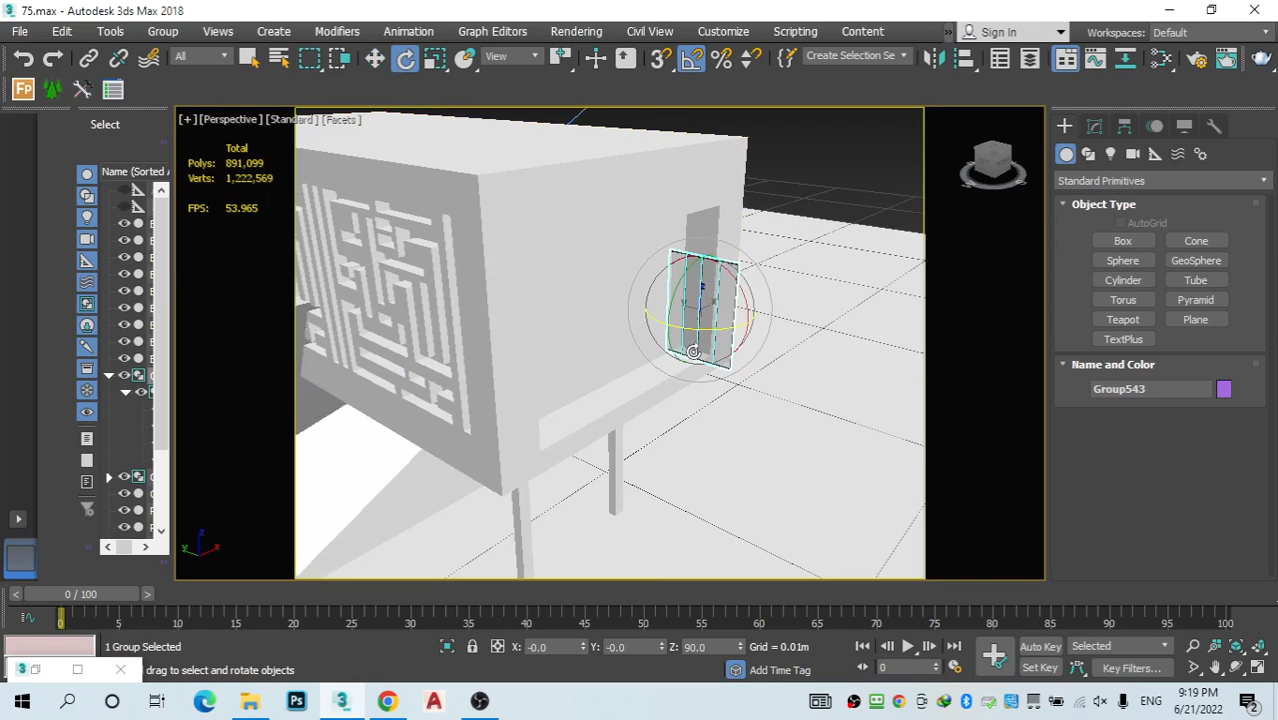 75.max - Autodesk 3ds Max 2018
File Edit Tools Group Views Create Modifiers Animation Graph Editors Rendering Civil View Customize Scripting Content Sign In Workspaces: Default
All View Create Selection Se
Fp
Select
Name (Sorted A
[+] [Perspective] [Standard] [Facets]
Total
Polys: 891,099
Verts: 1,222,569
FPS: 53.965
Standard Primitives
Object Type
AutoGrid
Box Cone
Sphere GeoSphere
Cylinder Tube
Torus Pyramid
Teapot Plane
TextPlus
Name and Color
Group543
z
x
y
z
x
0 / 100
0 5 10 15 20 25 30 35 40 45 50 55 60 65 70 75 80 85 90 95 100
1 Group Selected X: -0.0 Y: -0.0 Z: 90.0 Grid = 0.01m Auto Key Selected
3 drag to select and rotate objects Add Time Tag 0 Set Key Key Filters...
Ps 3 A ENG 9:19 PM
6/21/2022 2